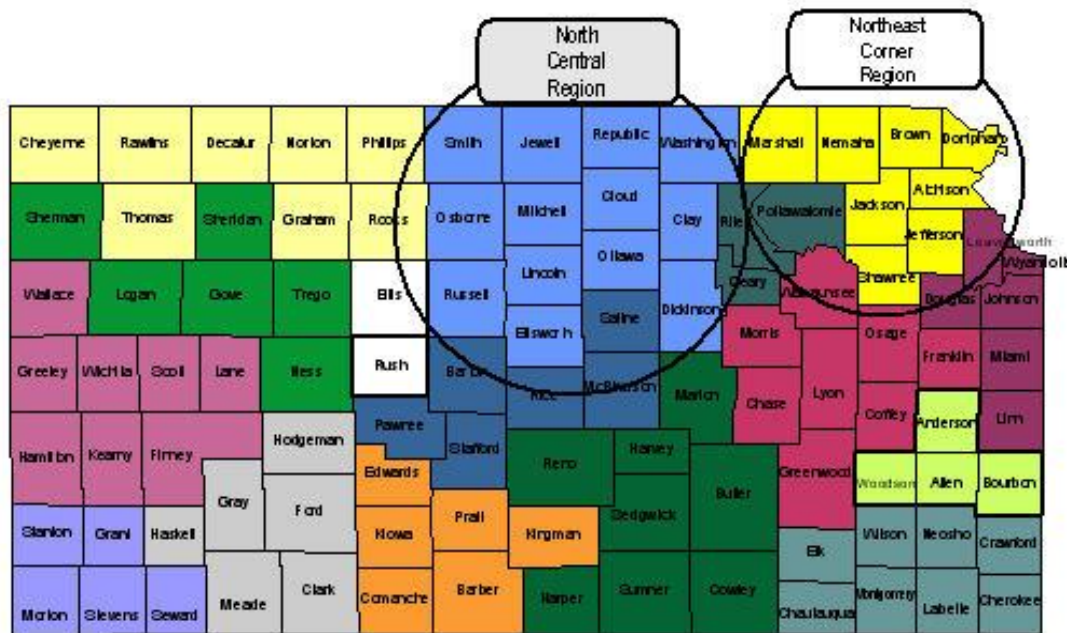 North
Central
Region
Northeast
Corner
Region
Cheyenne Rawlins Decatur Norton Phillips Smith Jewell Republic Washington Marshall Nemaha Brown Doniphan
Sherman Thomas Sheridan Graham Rooks Osborne Mitchell Cloud Clay Riley Pottawatomie Jackson Atchison
Jefferson Leavenworth Wyandotte
Wallace Logan Gove Trego Ellis Russell Lincoln Ottawa Geary Wabaunsee Shawnee
Ellsworth Saline Dickinson Morris Osage Douglas Johnson
Greeley Wichita Scott Lane Ness Rush Barton Rice McPherson Marion Chase Lyon Franklin Miami
Coffey Anderson Linn
Hamilton Kearny Finney Hodgeman Pawnee Stafford
Edwards Reno Harvey Butler Greenwood Woodson Allen Bourbon
Gray Ford Sedgwick
Stanton Grant Haskell Kiowa Pratt Kingman Elk Wilson Neosho Crawford
Morton Stevens Seward Meade Clark Comanche Barber Harper Sumner Cowley Chautauqua Montgomery Labette Cherokee